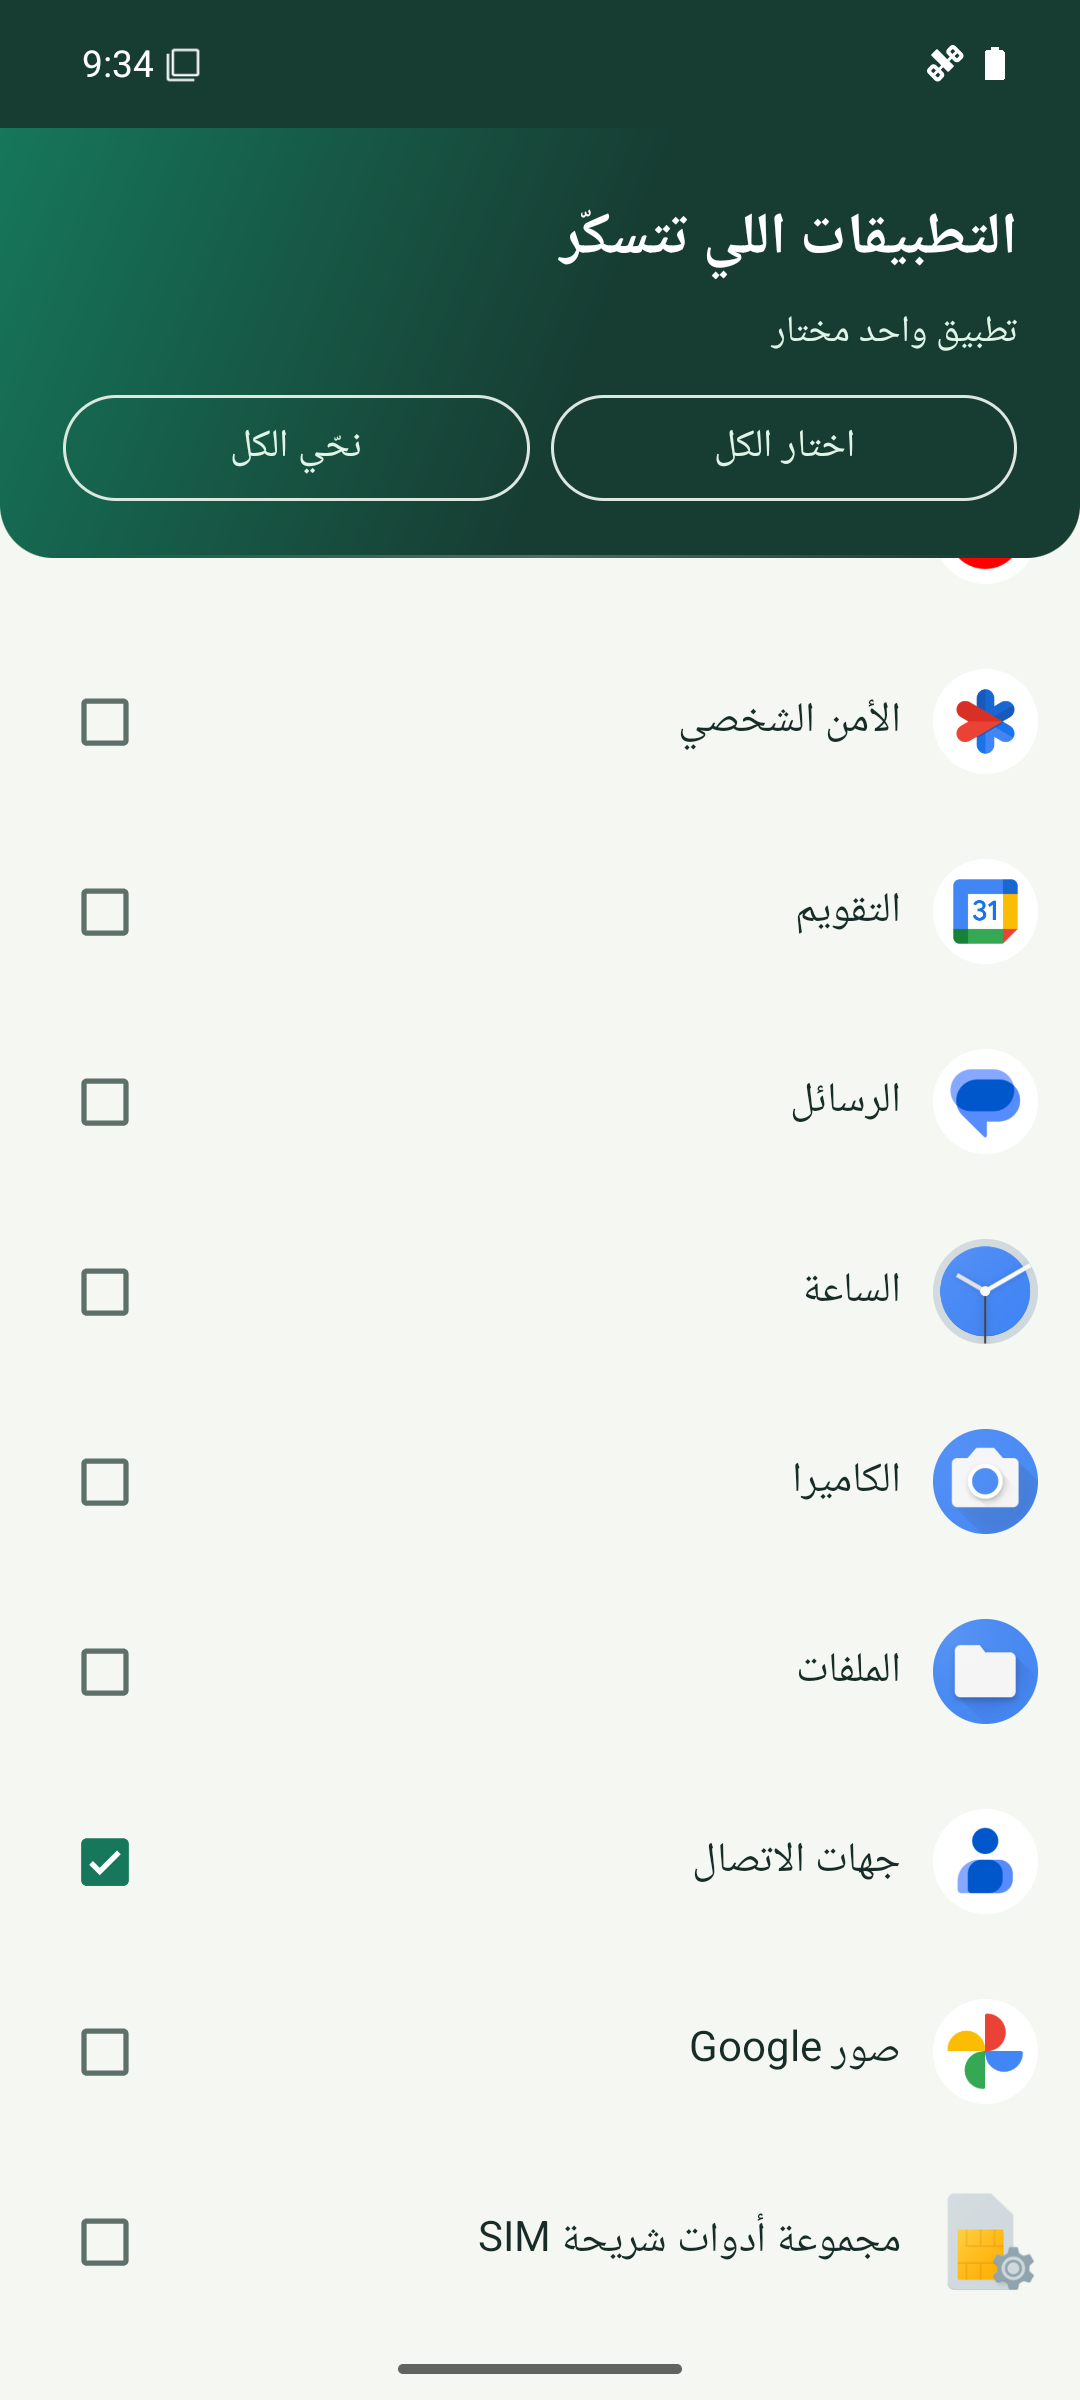 9:34
التطبيقات اللي تتسكّر
تطبيق واحد مختار
اختار الكل
نحّي الكل
الأمن الشخصي
التقويم
31
الرسائل
الساعة
الكاميرا
الملفات
جهات الاتصال
صور Google
مجموعة أدوات شريحة SIM